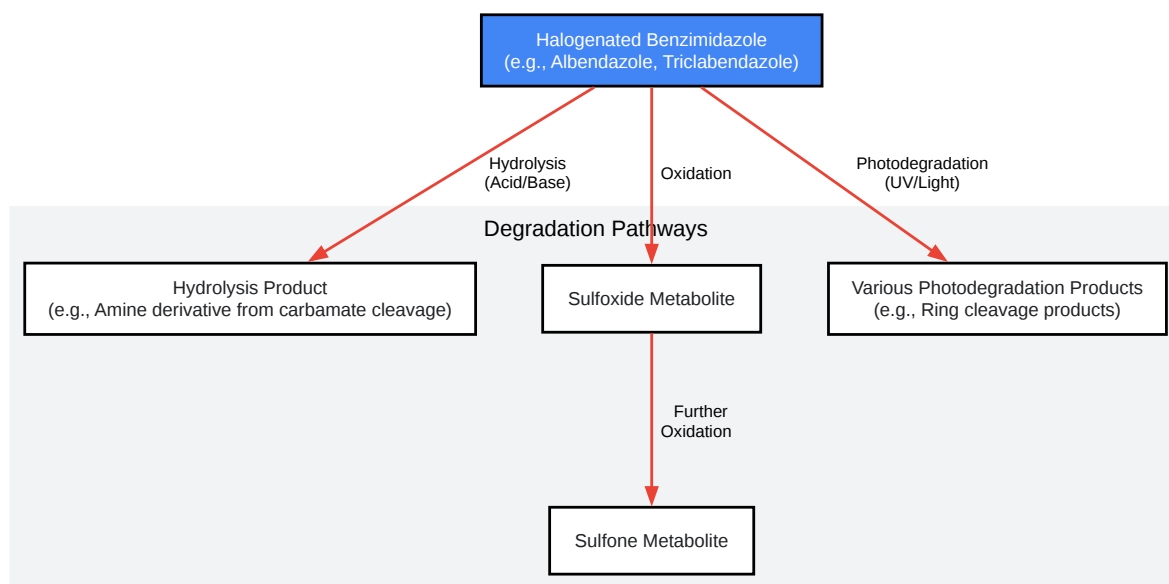 Halogenated Benzimidazole
(e.g., Albendazole, Triclabendazole)
Hydrolysis
(Acid/Base)
Oxidation
Photodegradation
(UV/Light)
Degradation Pathways
Hydrolysis Product
(e.g., Amine derivative from carbamate cleavage)
Sulfoxide Metabolite
Various Photodegradation Products
(e.g., Ring cleavage products)
Further
Oxidation
Sulfone Metabolite